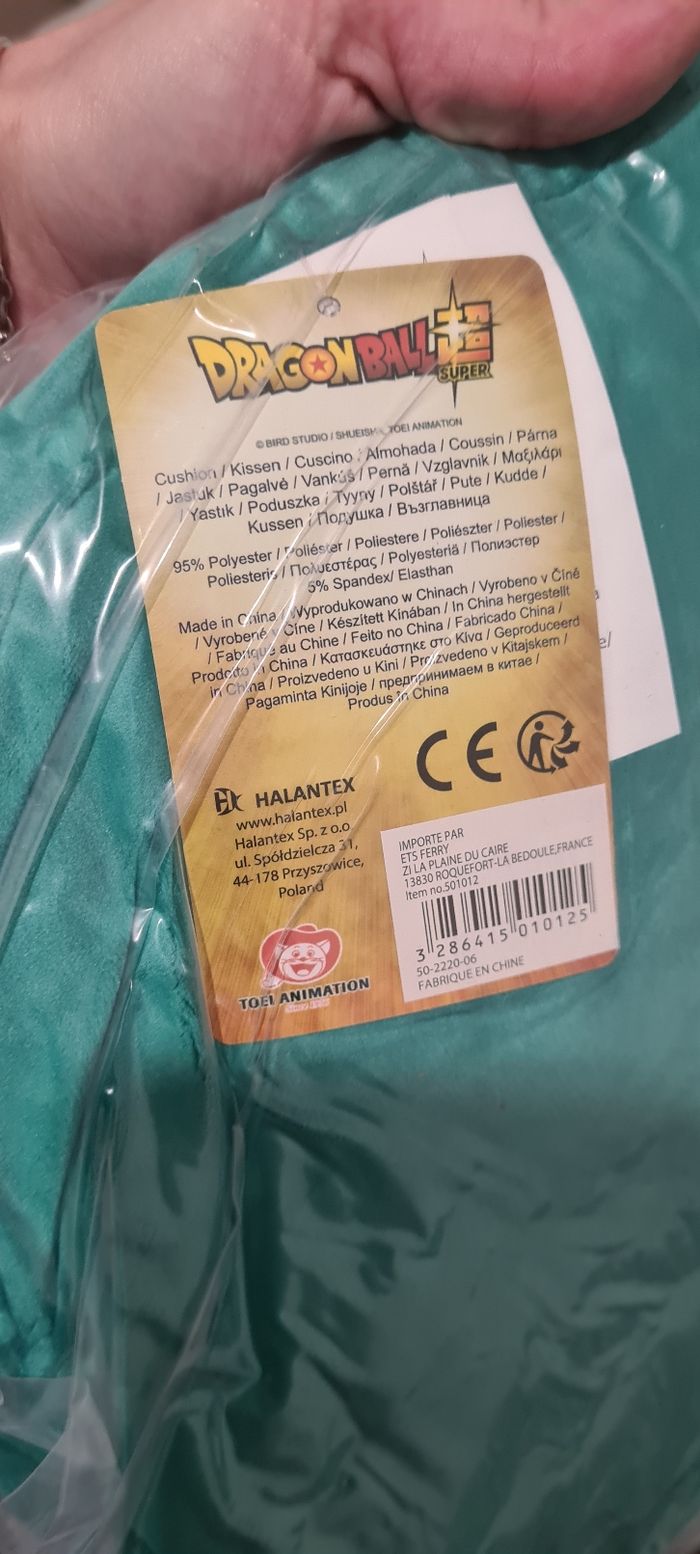 DRAGON BALL
SUPER
© BIRD STUDIO / SHUEISHA, TOEI ANIMATION
Cushion / Kissen / Cuscino / Almohada / Coussin / Párna
/ Jastuk / Pagalvė / Vankúš / Pernă / Vzglavnik / Μαξιλάρι
/ Yastık / Poduszka / Tyyny / Polštář / Pute / Kudde /
Kussen / Подушка / Възглавница
95% Polyester / Poliéster / Poliestere / Poliészter / Poliester /
Poliesteris / Πολυεστέρας / Polyesteriä / Полиэстер
5% Spandex/ Elasthan
Made in China / Wyprodukowano w Chinach / Vyrobeno v Číně
/ Vyrobené v Číne / Készített Kínában / In China hergestellt
/ Fabriqué au Chine / Feito no China / Fabricado China /
Prodotto in China / Κατασκευάστηκε στο Κίνα / Geproduceerd
in China / Proizvedeno u Kini / Proizvedeno v Kitajskem /
Pagaminta Kinijoje / предпринимаем в китае /
Produs în China
CE
HALANTEX
www.halantex.pl
Halantex Sp. z o.o
ul. Spółdzielcza 31,
44-178 Przyszowice,
Poland
TOEI ANIMATION
IMPORTE PAR
ETS FERRY
ZI LA PLAINE DU CAIRE
13830 ROQUEFORT-LA BEDOULE,FRANCE
Item no.501012
3 286415 010125
50-2220-06
FABRIQUE EN CHINE